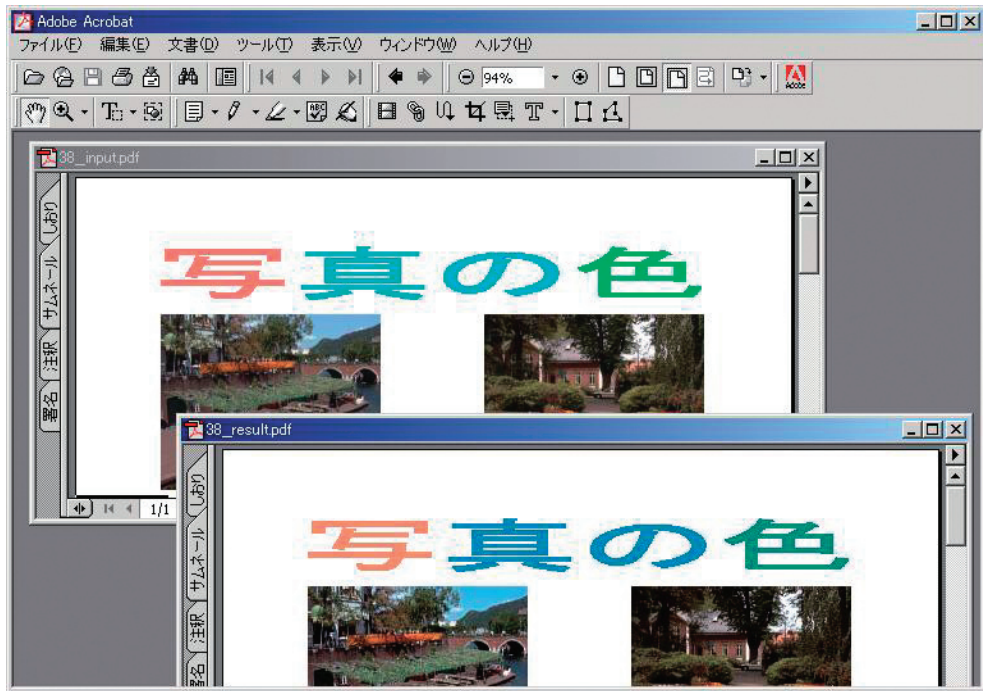 Adobe Acrobat
ファイル(F) 編集(E) 文書(D) ツール(T) 表示(V) ウィンドウ(W) ヘルプ(H)
94%
Adobe
38_input.pdf
しおり
サムネール
注釈
署名
写真の色
1/1
38_result.pdf
しおり
サムネール
注釈
署名
写真の色